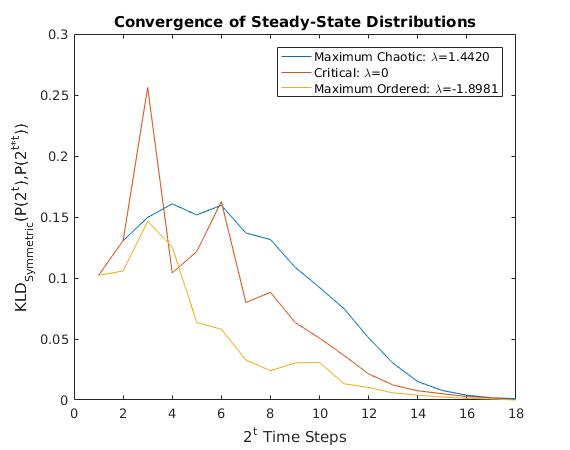 Convergence of Steady-State Distributions
0.3
0.25
0.2
0.15
0.1
0.05
0
KLD_Symmetric(P(2^t),P(2^t*t))
Maximum Chaotic: λ=1.4420
Critical: λ=0
Maximum Ordered: λ=-1.8981
0 2 4 6 8 10 12 14 16 18
2^t Time Steps